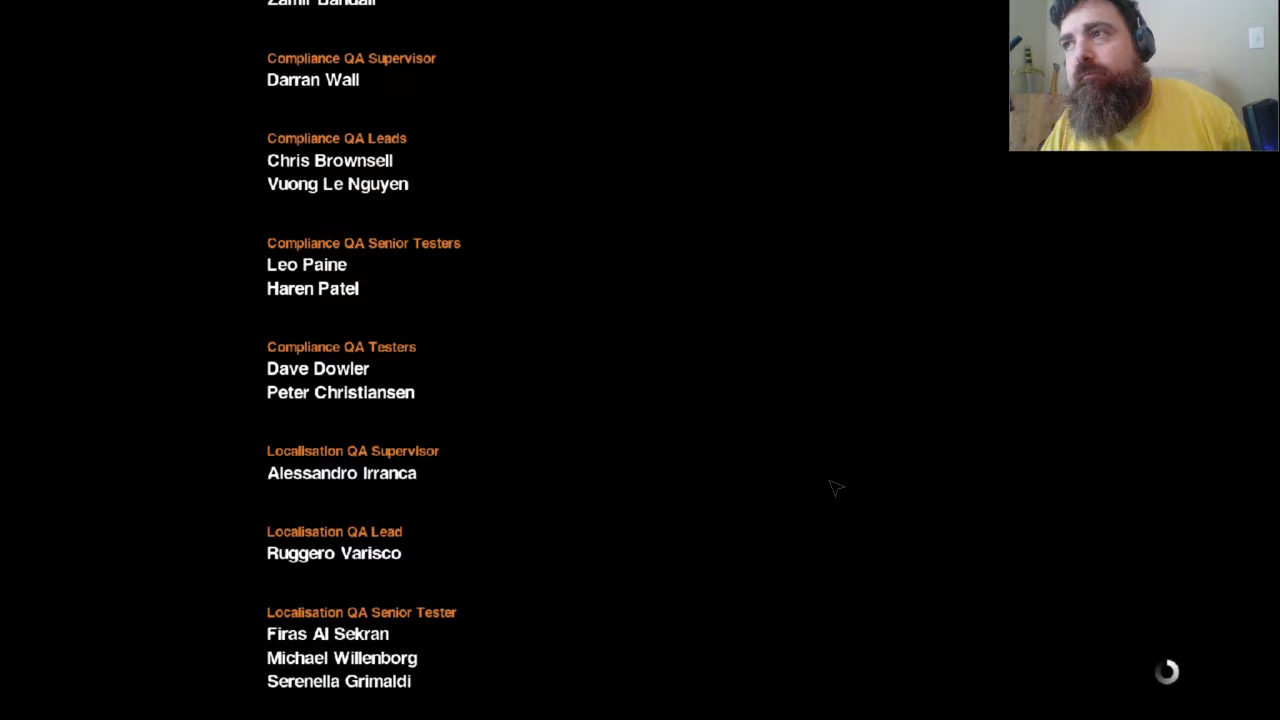 Zamir Bandali
Compliance QA Supervisor
Darran Wall
Compliance QA Leads
Chris Brownsell
Vuong Le Nguyen
Compliance QA Senior Testers
Leo Paine
Haren Patel
Compliance QA Testers
Dave Dowler
Peter Christiansen
Localisation QA Supervisor
Alessandro Irranca
Localisation QA Lead
Ruggero Varisco
Localisation QA Senior Tester
Firas Al Sekran
Michael Willenborg
Serenella Grimaldi